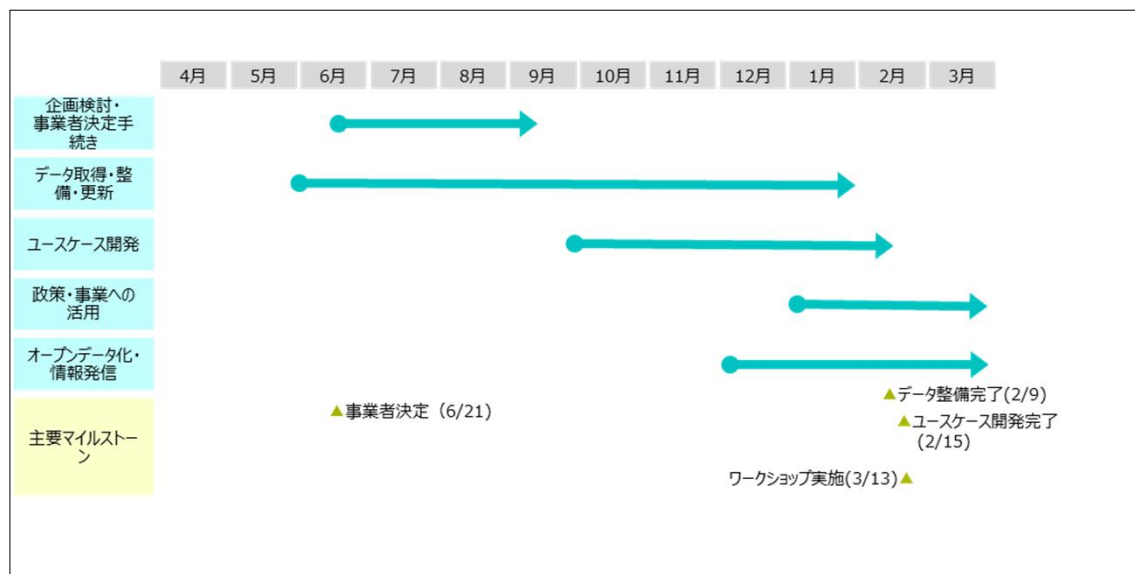 4月 5月 6月 7月 8月 9月 10月 11月 12月 1月 2月 3月
企画検討・
事業者決定手
続き
データ取得・整
備・更新
ユースケース開発
政策・事業への
活用
オープンデータ化・
情報発信
主要マイルストー
ン
▲事業者決定（6/21)
▲データ整備完了(2/9)
▲ユースケース開発完了
(2/15)
ワークショップ実施(3/13)▲